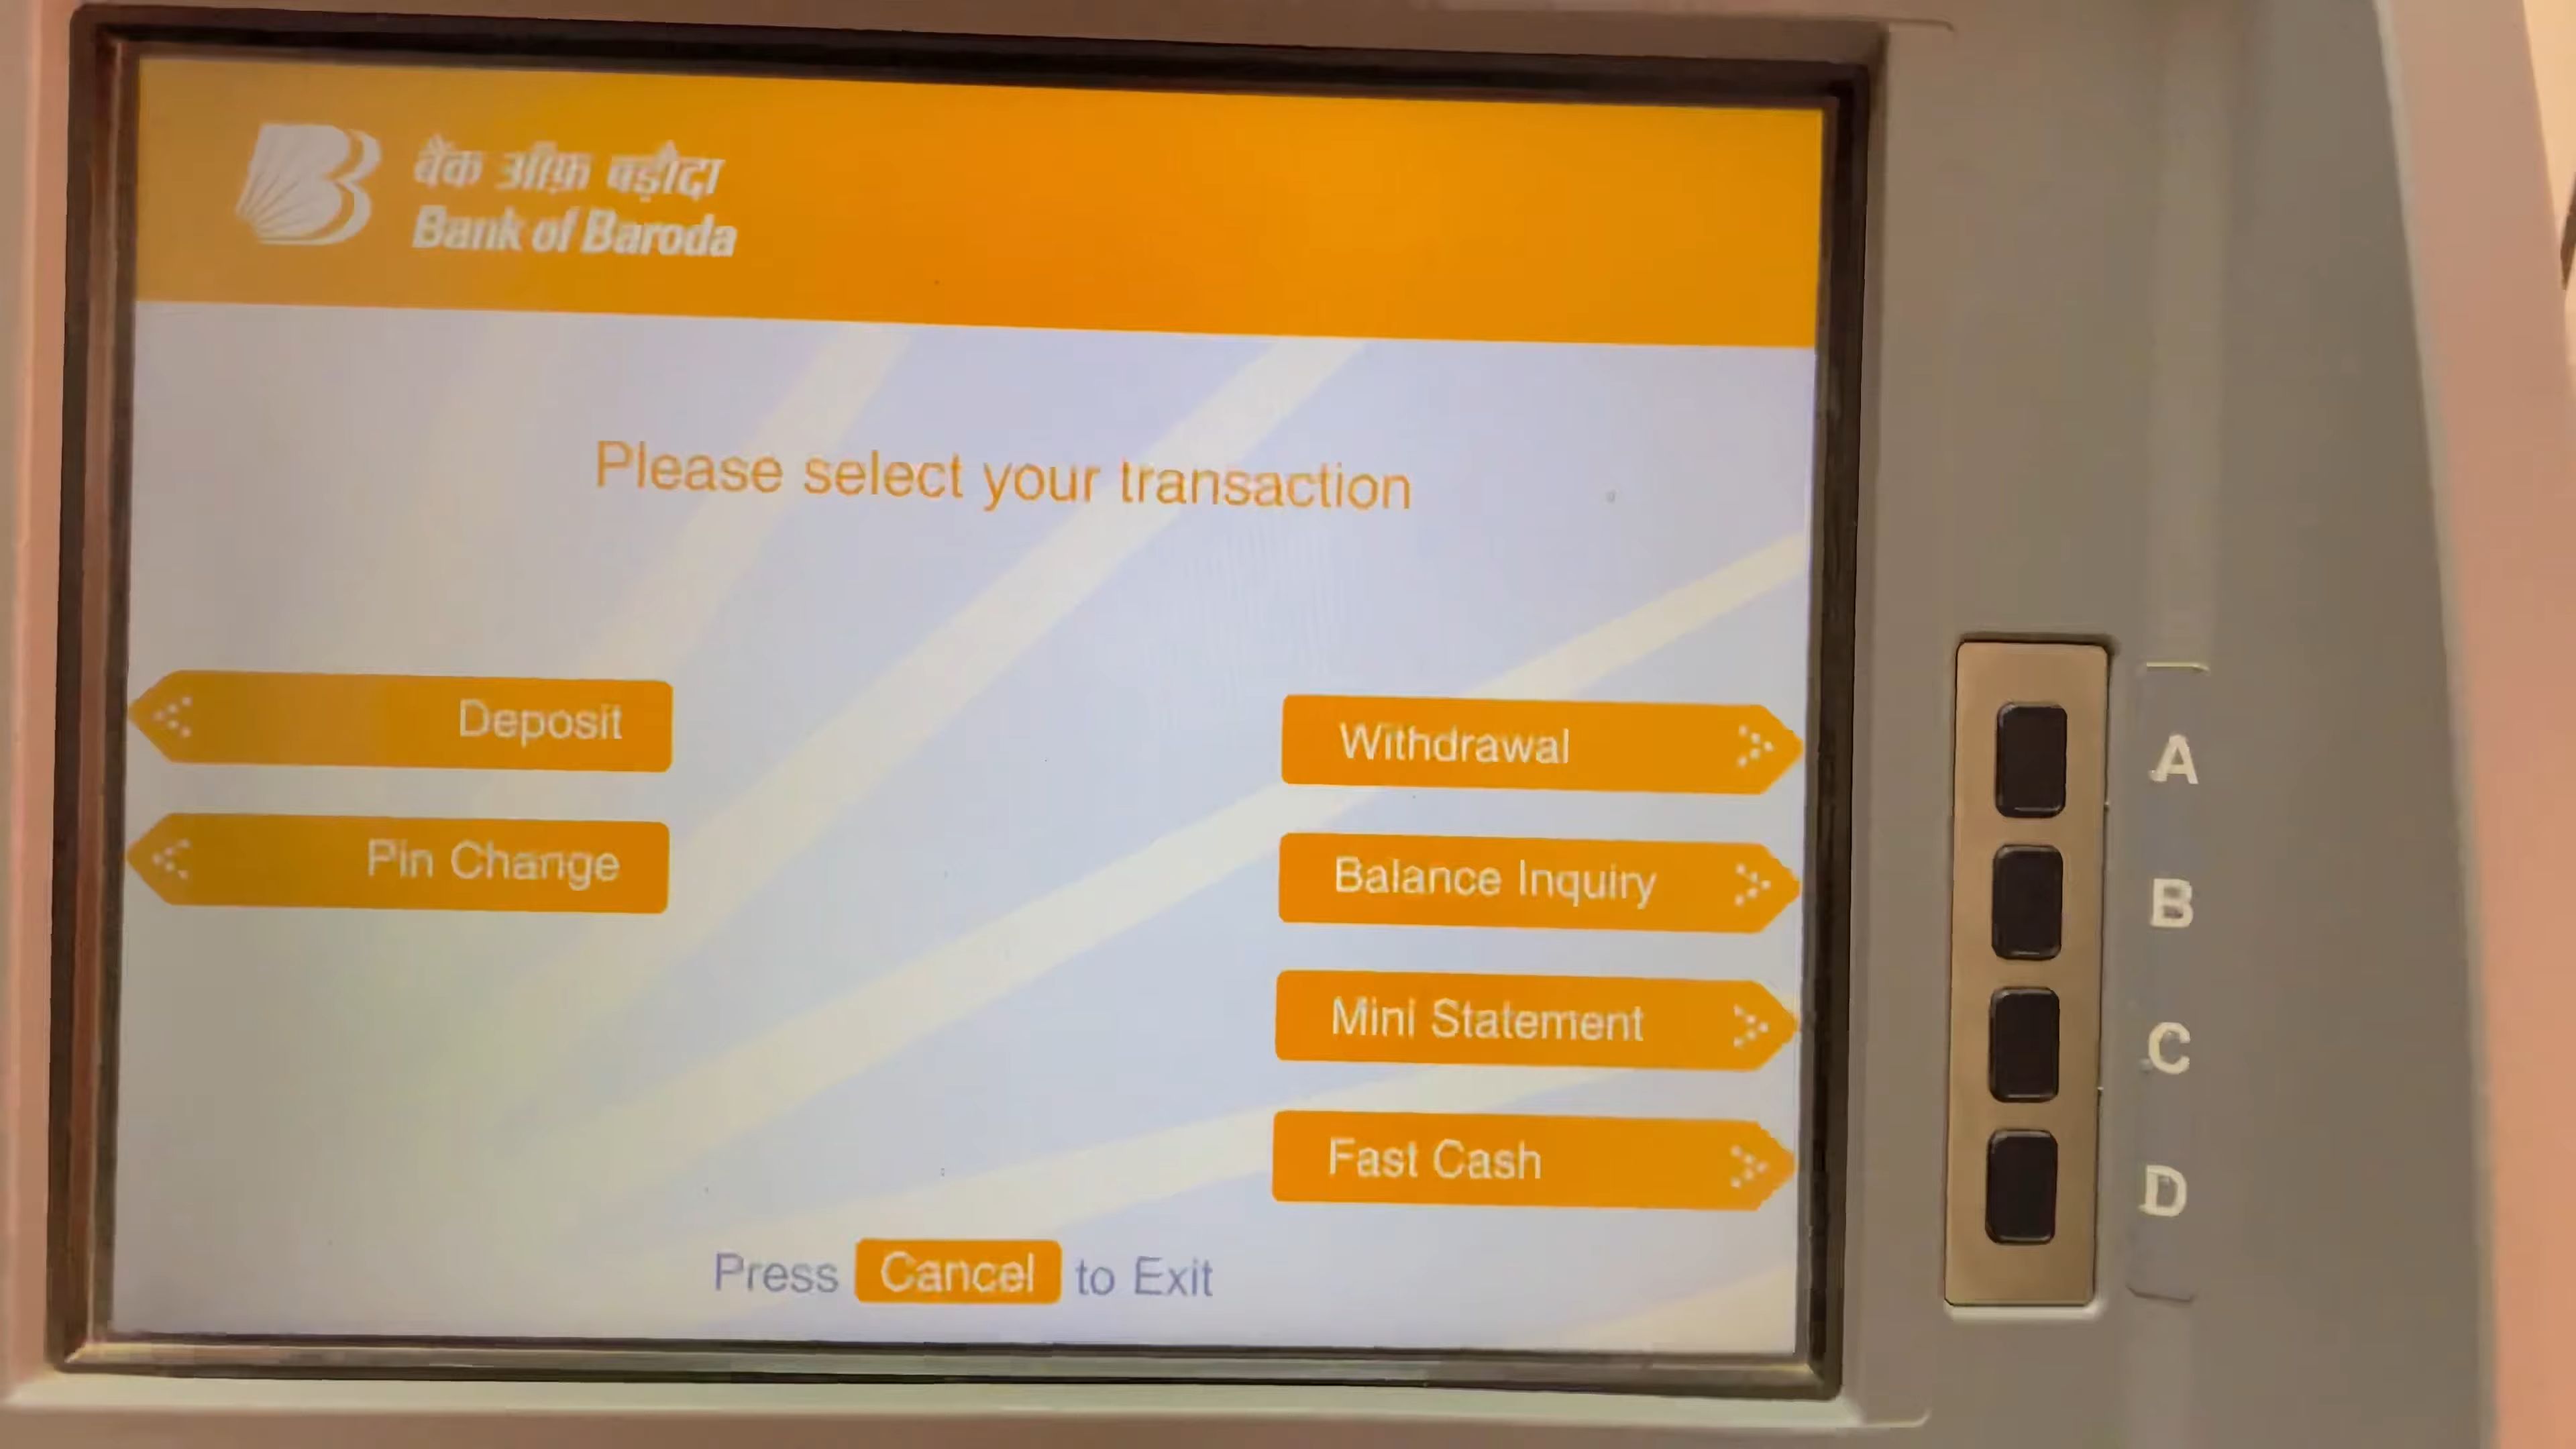 बैंक ऑफ़ बड़ौदा
Bank of Baroda
Please select your transaction
Deposit
Pin Change
Withdrawal
Balance Inquiry
Mini Statement
Fast Cash
A
B
C
D
Press Cancel to Exit